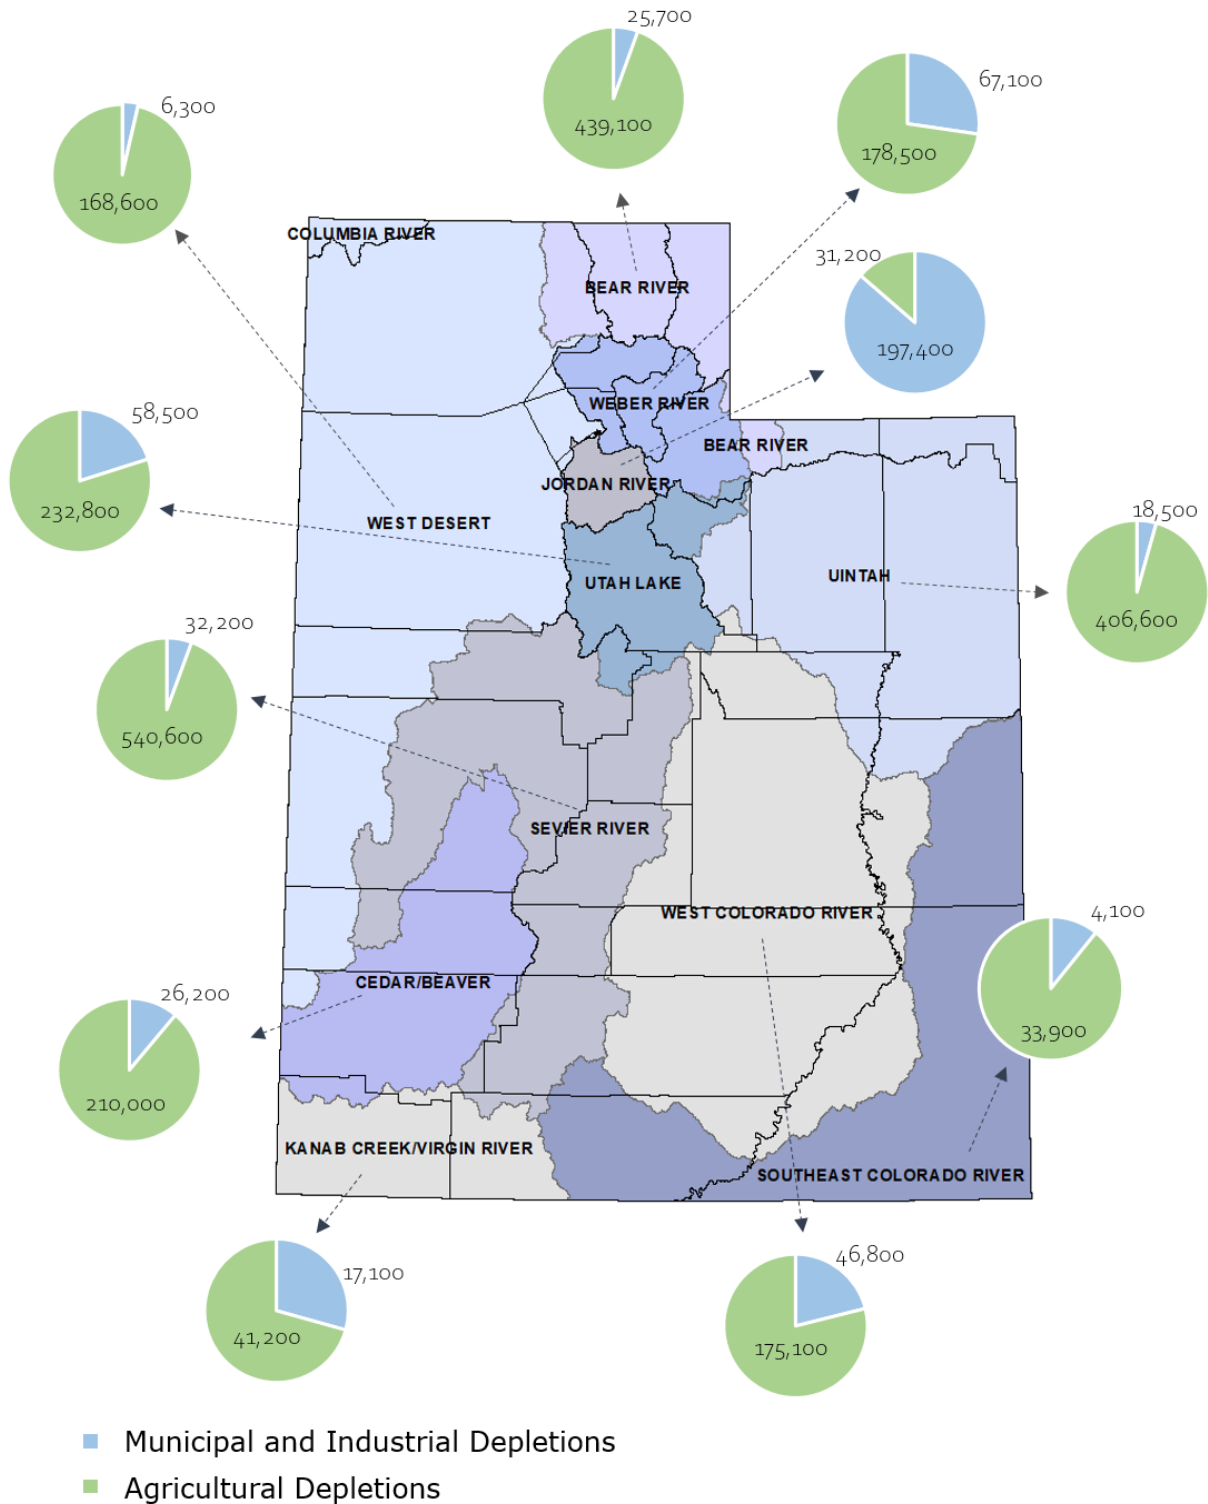 25,700
439,100
67,100
178,500
6,300
168,600
COLUMBIA RIVER
31,200
197,400
BEAR RIVER
WEBER RIVER
58,500
232,800
BEAR RIVER
JORDAN RIVER
WEST DESERT
18,500
406,600
UTAH LAKE
UINTAH
32,200
540,600
SEVIER RIVER
WEST COLORADO RIVER
4,100
33,900
CEDAR/BEAVER
26,200
210,000
KANAB CREEK/VIRGIN RIVER
SOUTHEAST COLORADO RIVER
17,100
41,200
46,800
175,100
Municipal and Industrial Depletions
Agricultural Depletions